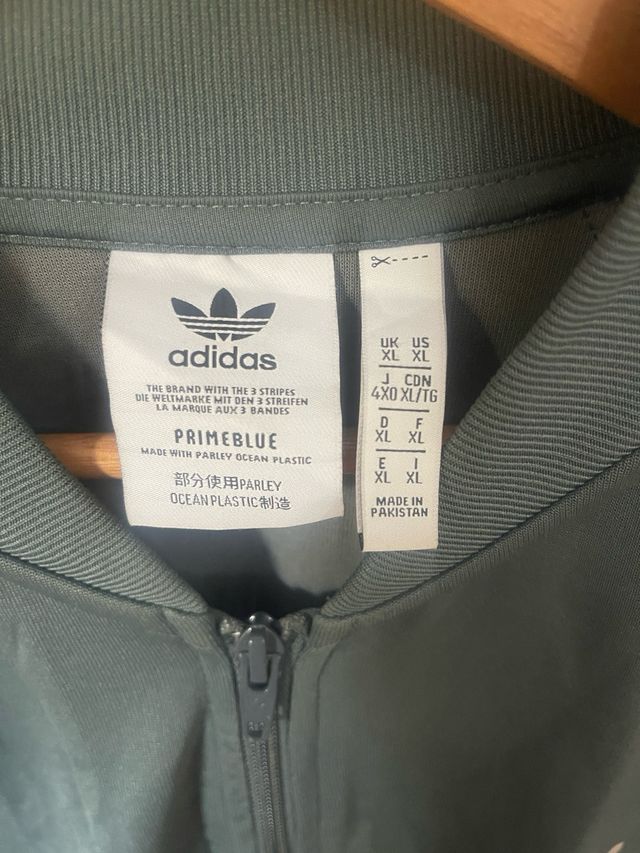 adidas
THE BRAND WITH THE 3 STRIPES
DIE WELTMARKE MIT DEN 3 STREIFEN
LA MARQUE AUX 3 BANDES
PRIMEBLUE
MADE WITH PARLEY OCEAN PLASTIC
部分使用PARLEY
OCEAN PLASTIC制造
UK US
XL XL
J CDN
4XO XL/TG
D F
XL XL
E I
XL XL
MADE IN
PAKISTAN